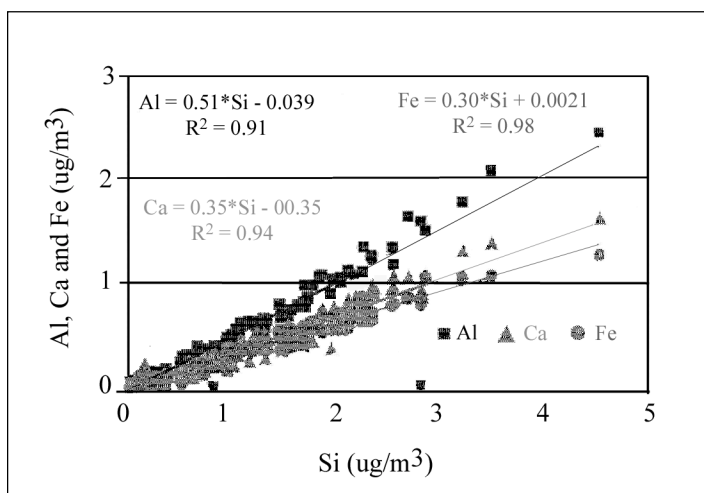 3
Al = 0.51*Si - 0.039
R² = 0.91
Fe = 0.30*Si + 0.0021
R² = 0.98
2
Ca = 0.35*Si - 00.35
R² = 0.94
1
Al Ca Fe
0
0 1 2 3 4 5
Al, Ca and Fe (ug/m³)
Si (ug/m³)